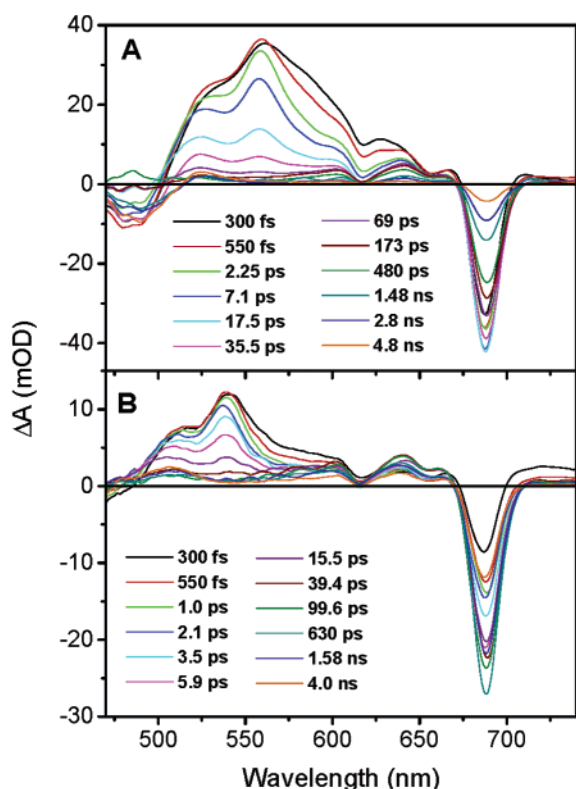 A
40
20
0
-20
-40
300 fs 69 ps
550 fs 173 ps
2.25 ps 480 ps
7.1 ps 1.48 ns
17.5 ps 2.8 ns
35.5 ps 4.8 ns
ΔA (mOD)
B
10
0
-10
-20
-30
300 fs 15.5 ps
550 fs 39.4 ps
1.0 ps 99.6 ps
2.1 ps 630 ps
3.5 ps 1.58 ns
5.9 ps 4.0 ns
500 550 600 650 700
Wavelength (nm)